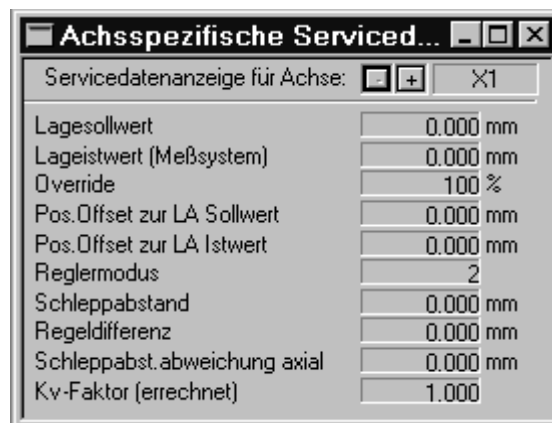 Achsspezifische Serviced...
Servicedatenanzeige für Achse: - + X1
Lagesollwert 0.000 mm
Lageistwert (Meßsystem) 0.000 mm
Override 100 %
Pos.Offset zur LA Sollwert 0.000 mm
Pos.Offset zur LA Istwert 0.000 mm
Reglermodus 2
Schleppabstand 0.000 mm
Regeldifferenz 0.000 mm
Schleppabst.abweichung axial 0.000 mm
Kv-Faktor (errechnet) 1.000